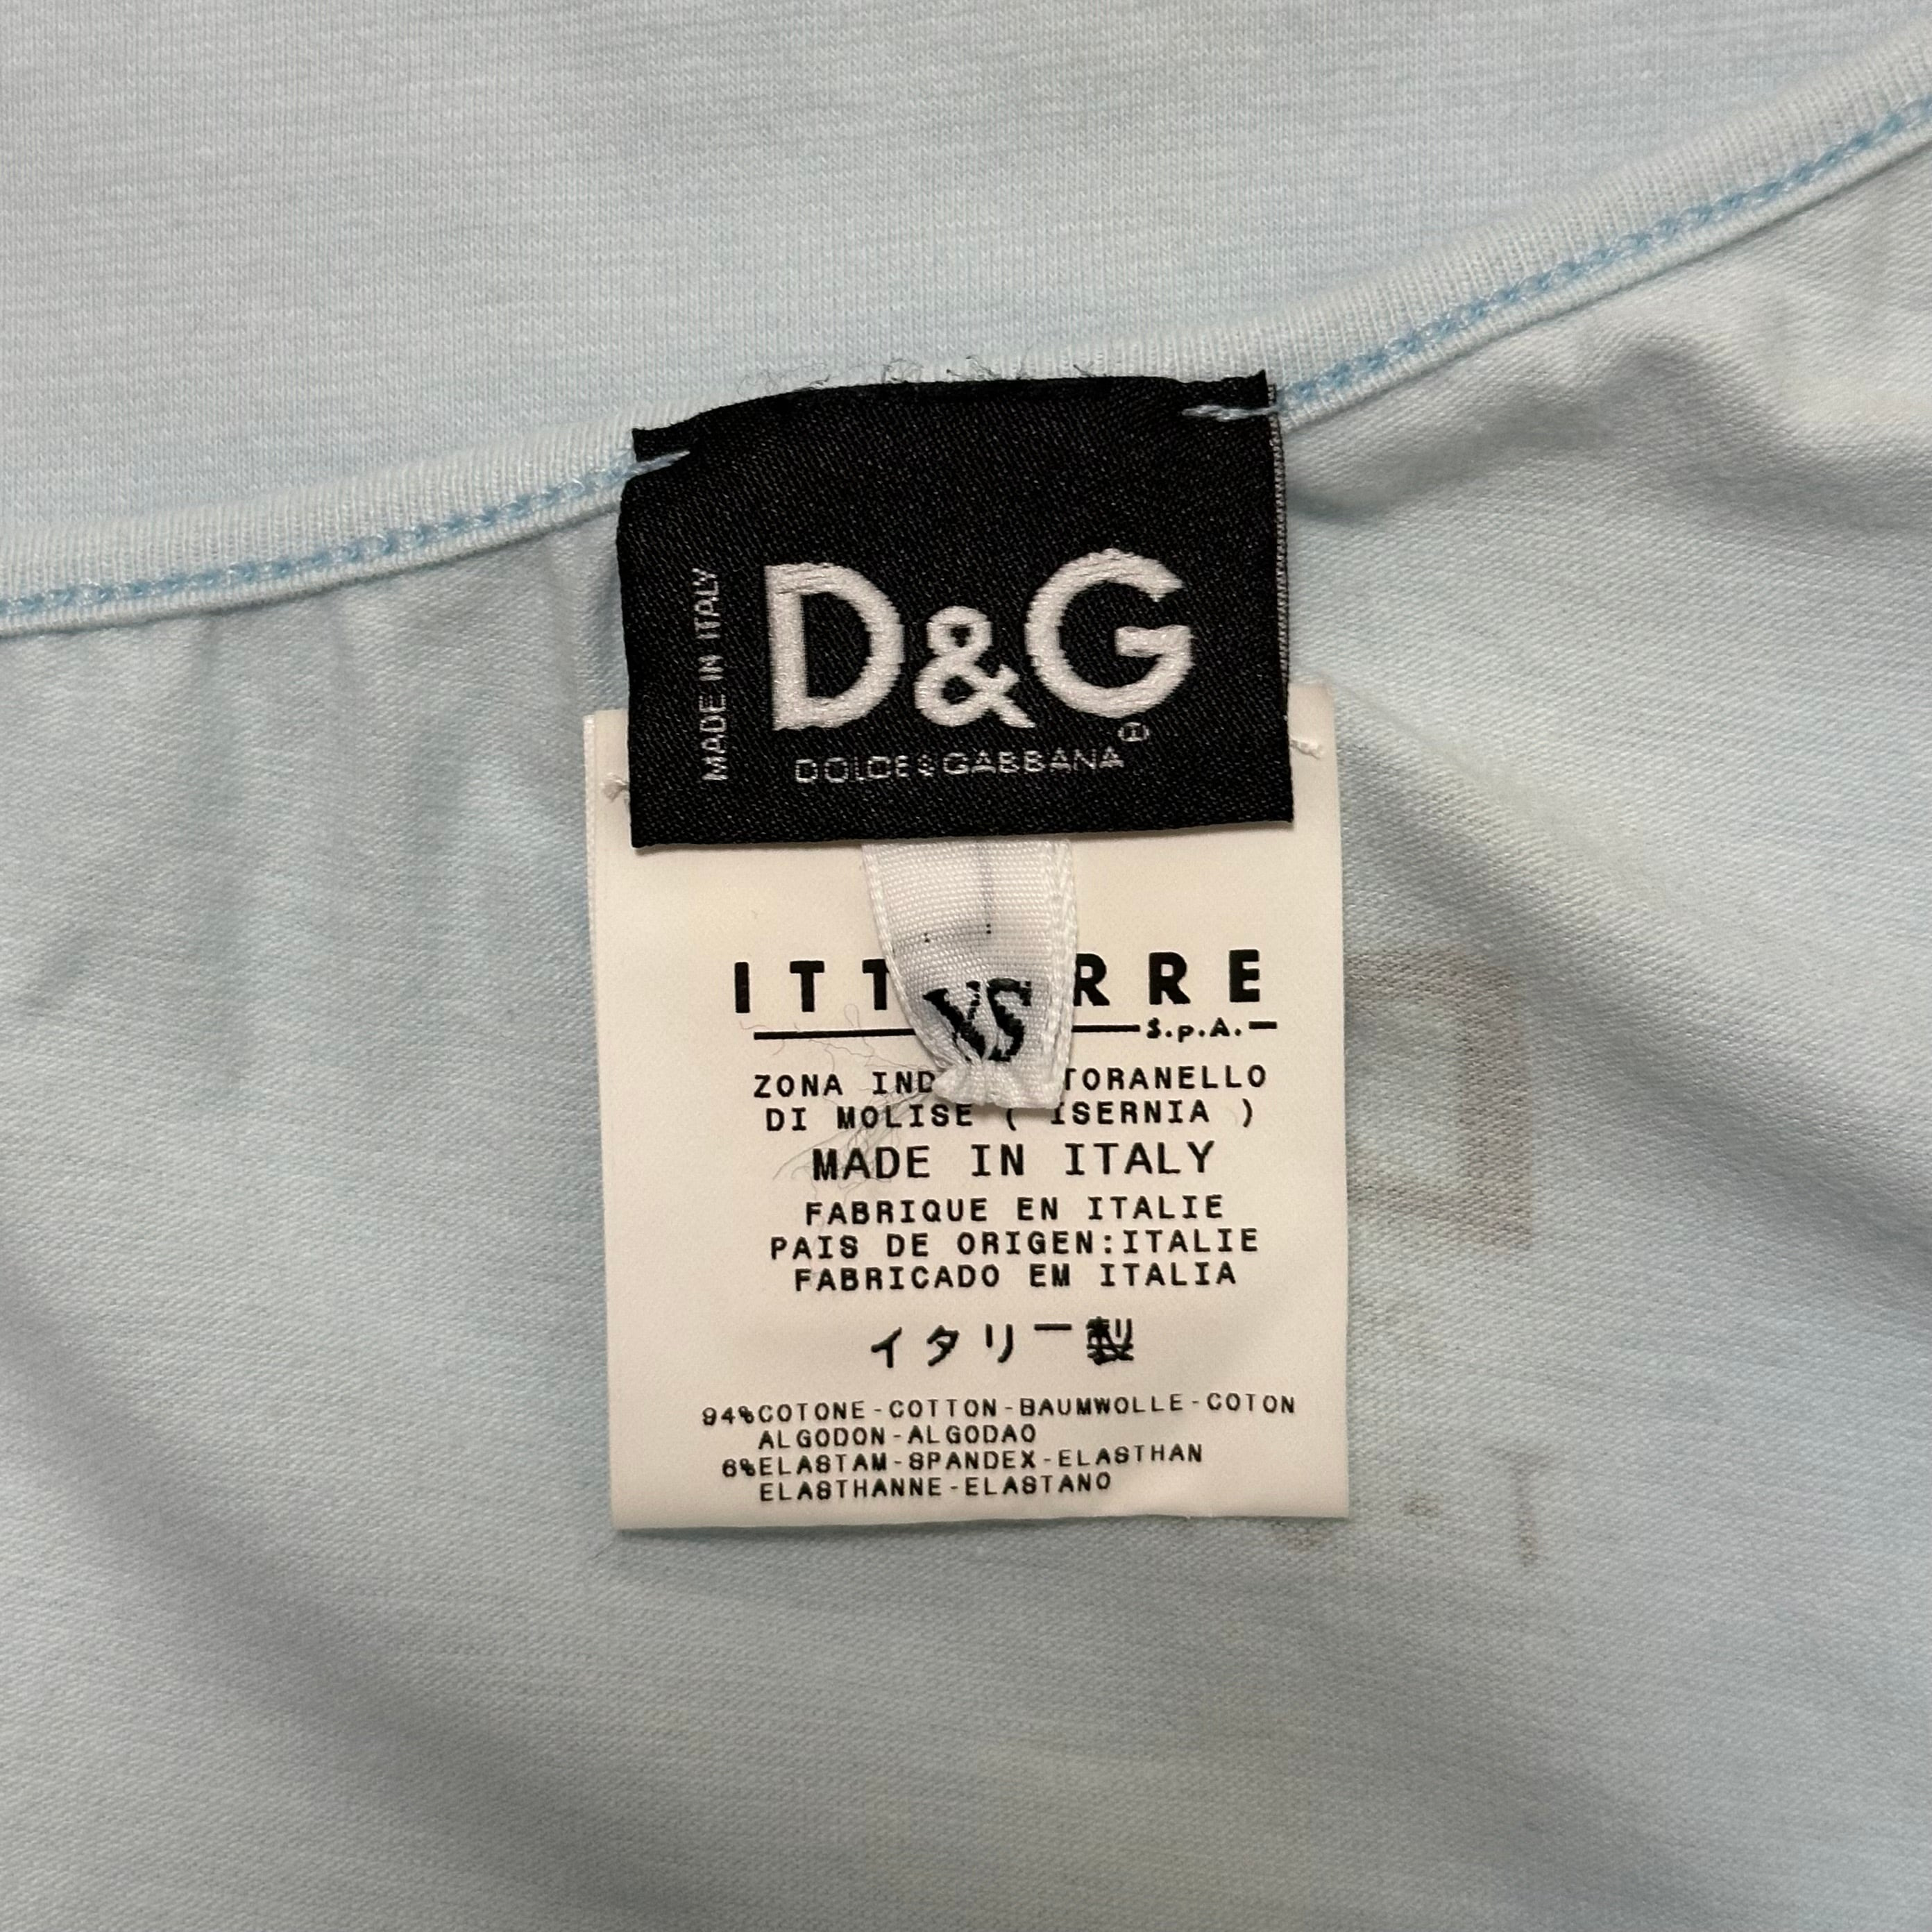 MADE IN ITALY
D&G
DOLCE & GABBANA®
XS
ITT RRE
S.p.A.
ZONA IND TORANELLO
DI MOLISE ( ISERNIA )
MADE IN ITALY
FABRIQUE EN ITALIE
PAIS DE ORIGEN:ITALIE
FABRICADO EM ITALIA
イタリー製
94%COTONE-COTTON-BAUMWOLLE-COTON
ALGODON-ALGODAO
6%ELASTAM-SPANDEX-ELASTHAN
ELASTHANNE-ELASTANO